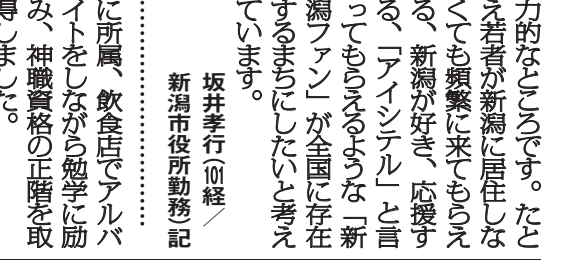 力的なところです。たと
え若者が新潟に居住しな
くても頻繁に来てもらえ
る、新潟が好き、応援す
る、「アイシテル」と言
ってもらえるような「新
潟ファン」が全国に存在
するまちにしたいと考え
ています。
坂井孝行（101経／
新潟市役所勤務）記
に所属、飲食店でアルバ
イトをしながら勉学に励
み、神職資格の正階を取
得しました。